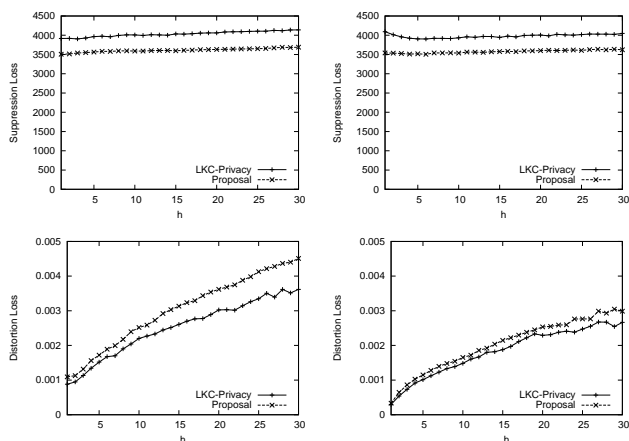 4500
4000
3500
3000
2500
2000
1500
1000
500
0
Suppression Loss
LKC-Privacy
Proposal
5 10 15 20 25 30
h
4500
4000
3500
3000
2500
2000
1500
1000
500
0
Suppression Loss
LKC-Privacy
Proposal
5 10 15 20 25 30
h
0.005
0.004
0.003
0.002
0.001
0
Distortion Loss
LKC-Privacy
Proposal
5 10 15 20 25 30
h
0.005
0.004
0.003
0.002
0.001
0
Distortion Loss
LKC-Privacy
Proposal
5 10 15 20 25 30
h